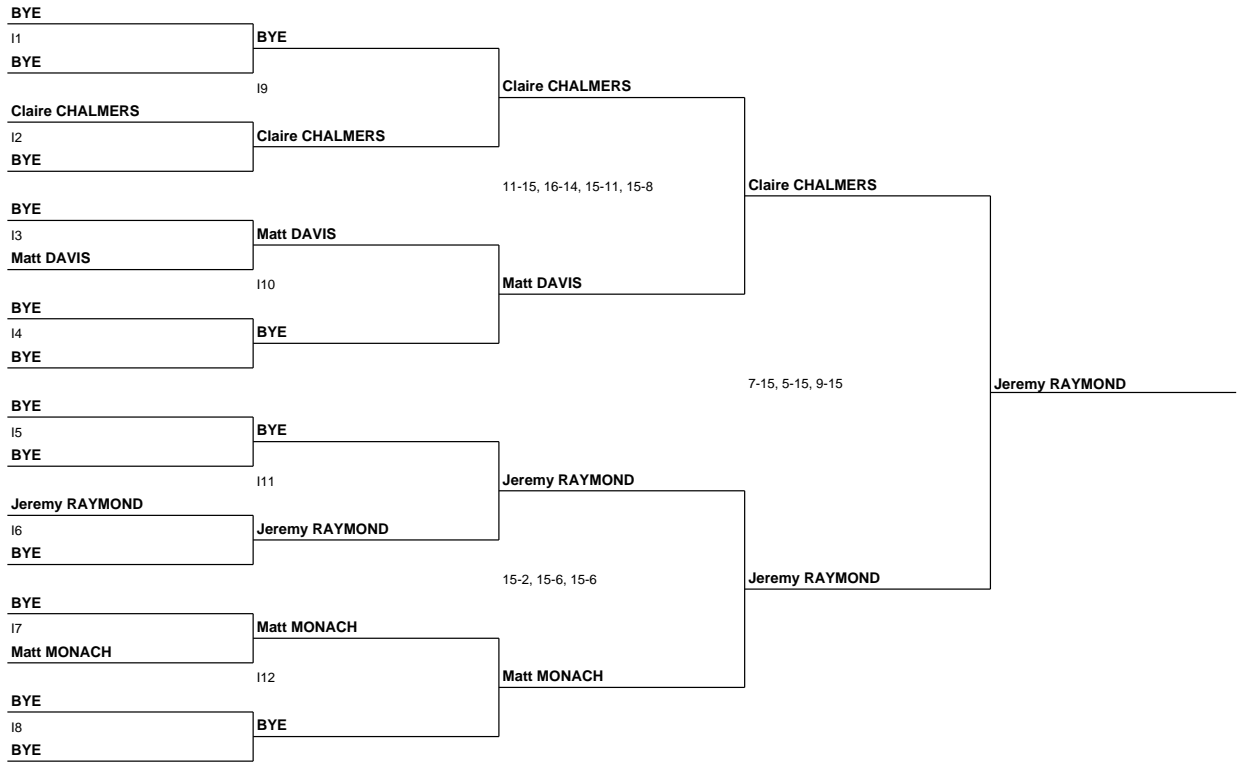 BYE
I1
BYE
BYE
I9
Claire CHALMERS
Claire CHALMERS
I2
Claire CHALMERS
BYE
11-15, 16-14, 15-11, 15-8
Claire CHALMERS
BYE
I3
Matt DAVIS
Matt DAVIS
I10
Matt DAVIS
BYE
I4
BYE
BYE
7-15, 5-15, 9-15
Jeremy RAYMOND
BYE
I5
BYE
BYE
I11
Jeremy RAYMOND
Jeremy RAYMOND
I6
Jeremy RAYMOND
BYE
15-2, 15-6, 15-6
Jeremy RAYMOND
BYE
I7
Matt MONACH
Matt MONACH
I12
Matt MONACH
BYE
I8
BYE
BYE